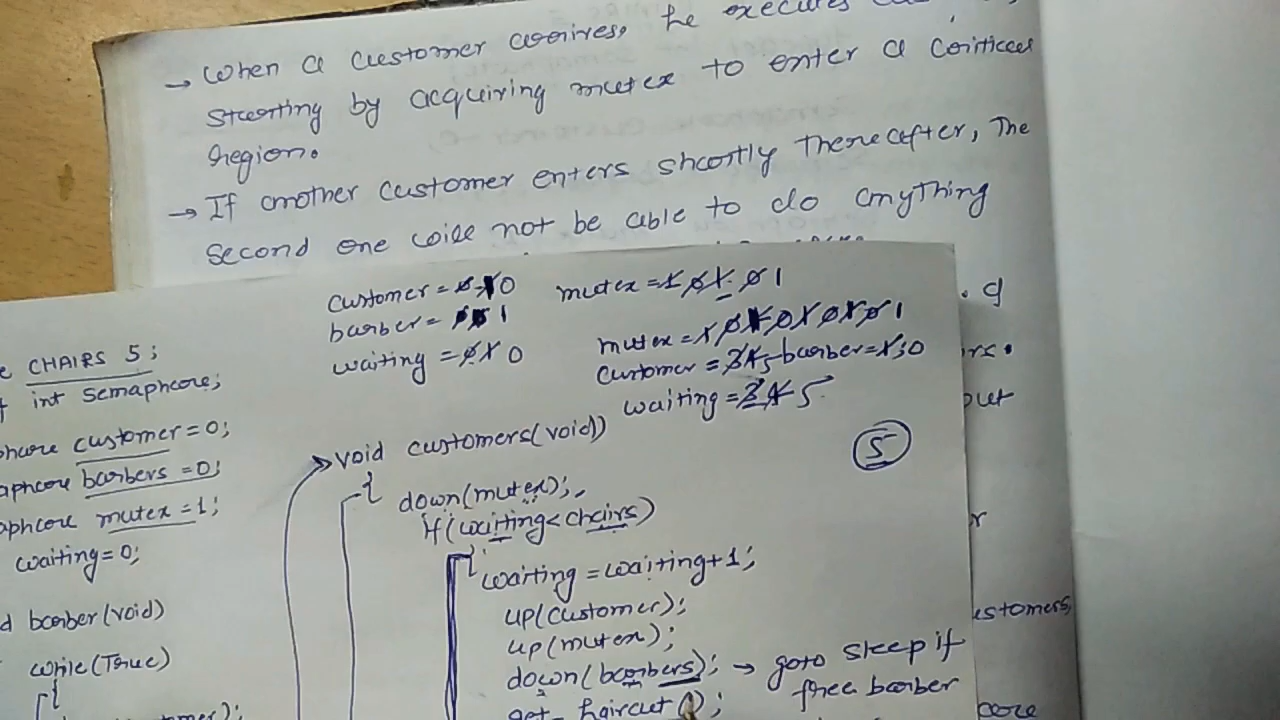 → When a customer arrives, he executes
starting by acquiring mutex to enter a critical
region.
→ If another customer enters shortly thereafter, the
second one will not be able to do anything
customer = 0 1 0
barber = 1
waiting = 0 1 0
mutex = 1 0 1 0 1
mutex = 1 0 1 0 1 0 1 0 1
customer = 3 4 5 barber = 1; 0
waiting = 3 4 5
5
CHAIRS 5;
int semaphore;
customer = 0;
barbers = 0;
mutex = 1;
waiting = 0;
barber (void)
while (True)
{
void customers(void)
{ down(mutex);
if (waiting < chairs)
{ waiting = waiting + 1;
up(customer);
up(mutex);
down(barbers); → goto sleep if
free barber
get_haircut();
put